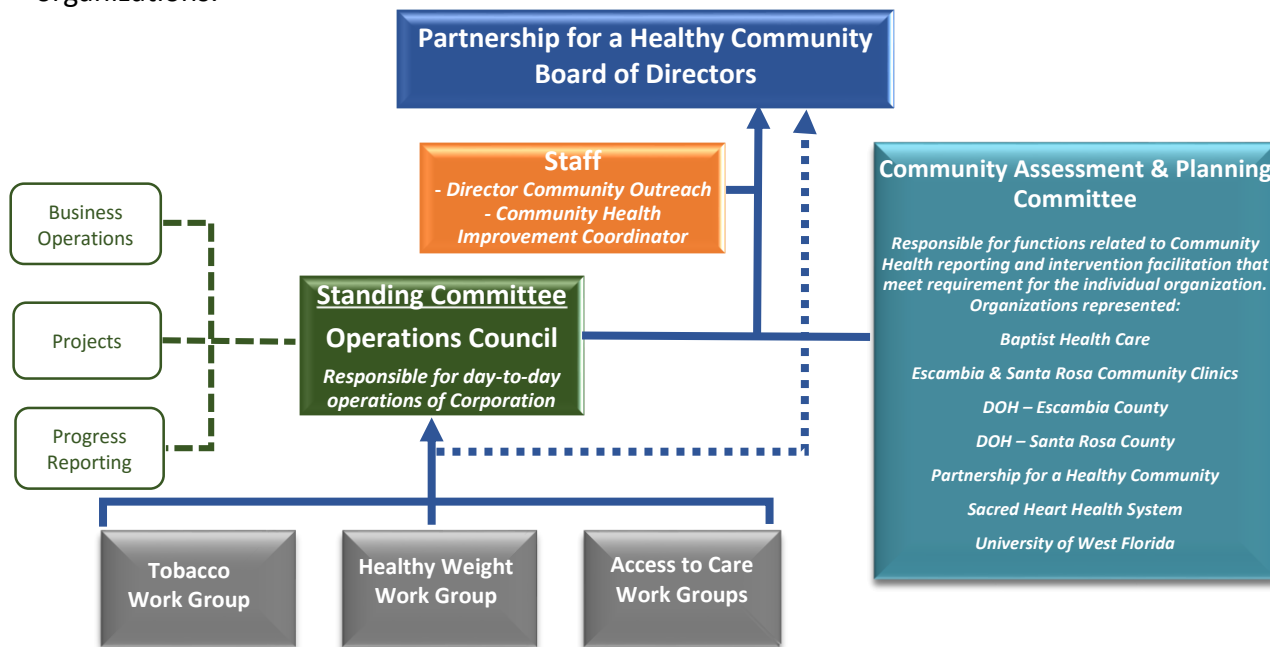 organizations.
Partnership for a Healthy Community
Board of Directors
Staff
- Director Community Outreach
- Community Health
Improvement Coordinator
Community Assessment & Planning
Committee
Responsible for functions related to Community
Health reporting and intervention facilitation that
meet requirement for the individual organization.
Organizations represented:
Baptist Health Care
Escambia & Santa Rosa Community Clinics
DOH – Escambia County
DOH – Santa Rosa County
Partnership for a Healthy Community
Sacred Heart Health System
University of West Florida
Business
Operations
Projects
Progress
Reporting
Standing Committee
Operations Council
Responsible for day-to-day
operations of Corporation
Tobacco
Work Group
Healthy Weight
Work Group
Access to Care
Work Groups